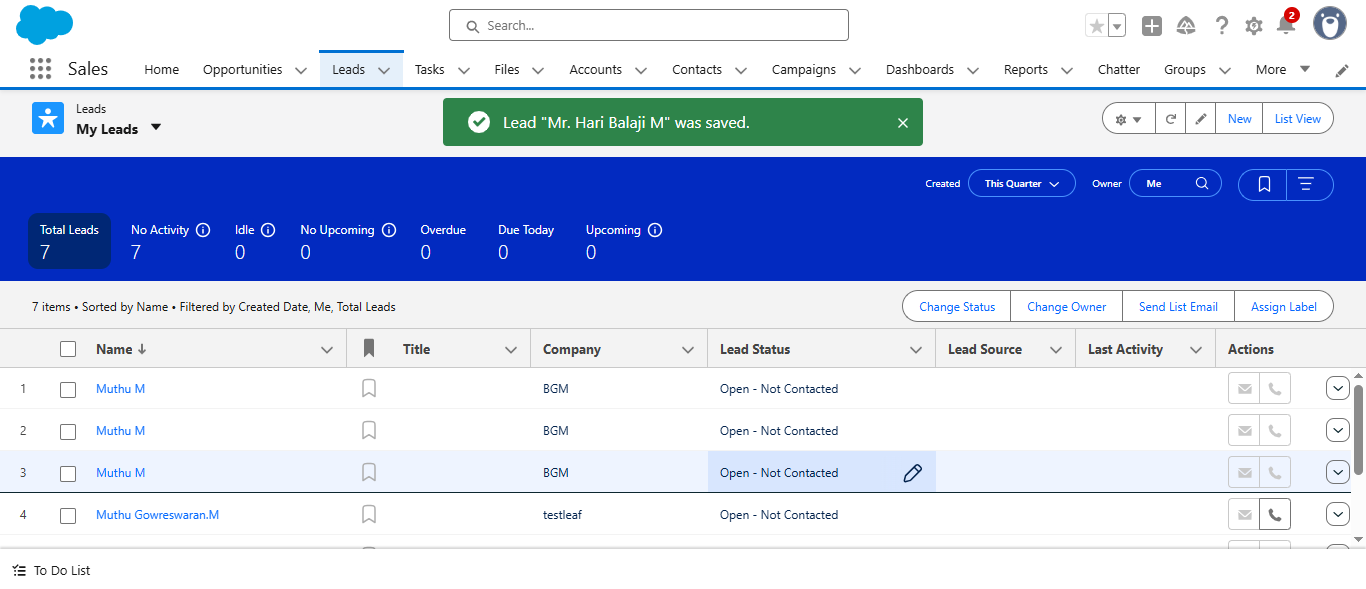 Search...
2
Sales
Home Opportunities Leads Tasks Files Accounts Contacts Campaigns Dashboards Reports Chatter Groups More
Leads
My Leads
Lead "Mr. Hari Balaji M" was saved.
New List View
Created This Quarter Owner Me
Total Leads No Activity Idle No Upcoming Overdue Due Today Upcoming
7 7 0 0 0 0 0
7 items • Sorted by Name • Filtered by Created Date, Me, Total Leads
Change Status Change Owner Send List Email Assign Label
Name Title Company Lead Status Lead Source Last Activity Actions
1 Muthu M BGM Open - Not Contacted
2 Muthu M BGM Open - Not Contacted
3 Muthu M BGM Open - Not Contacted
4 Muthu Gowreswaran.M testleaf Open - Not Contacted
To Do List